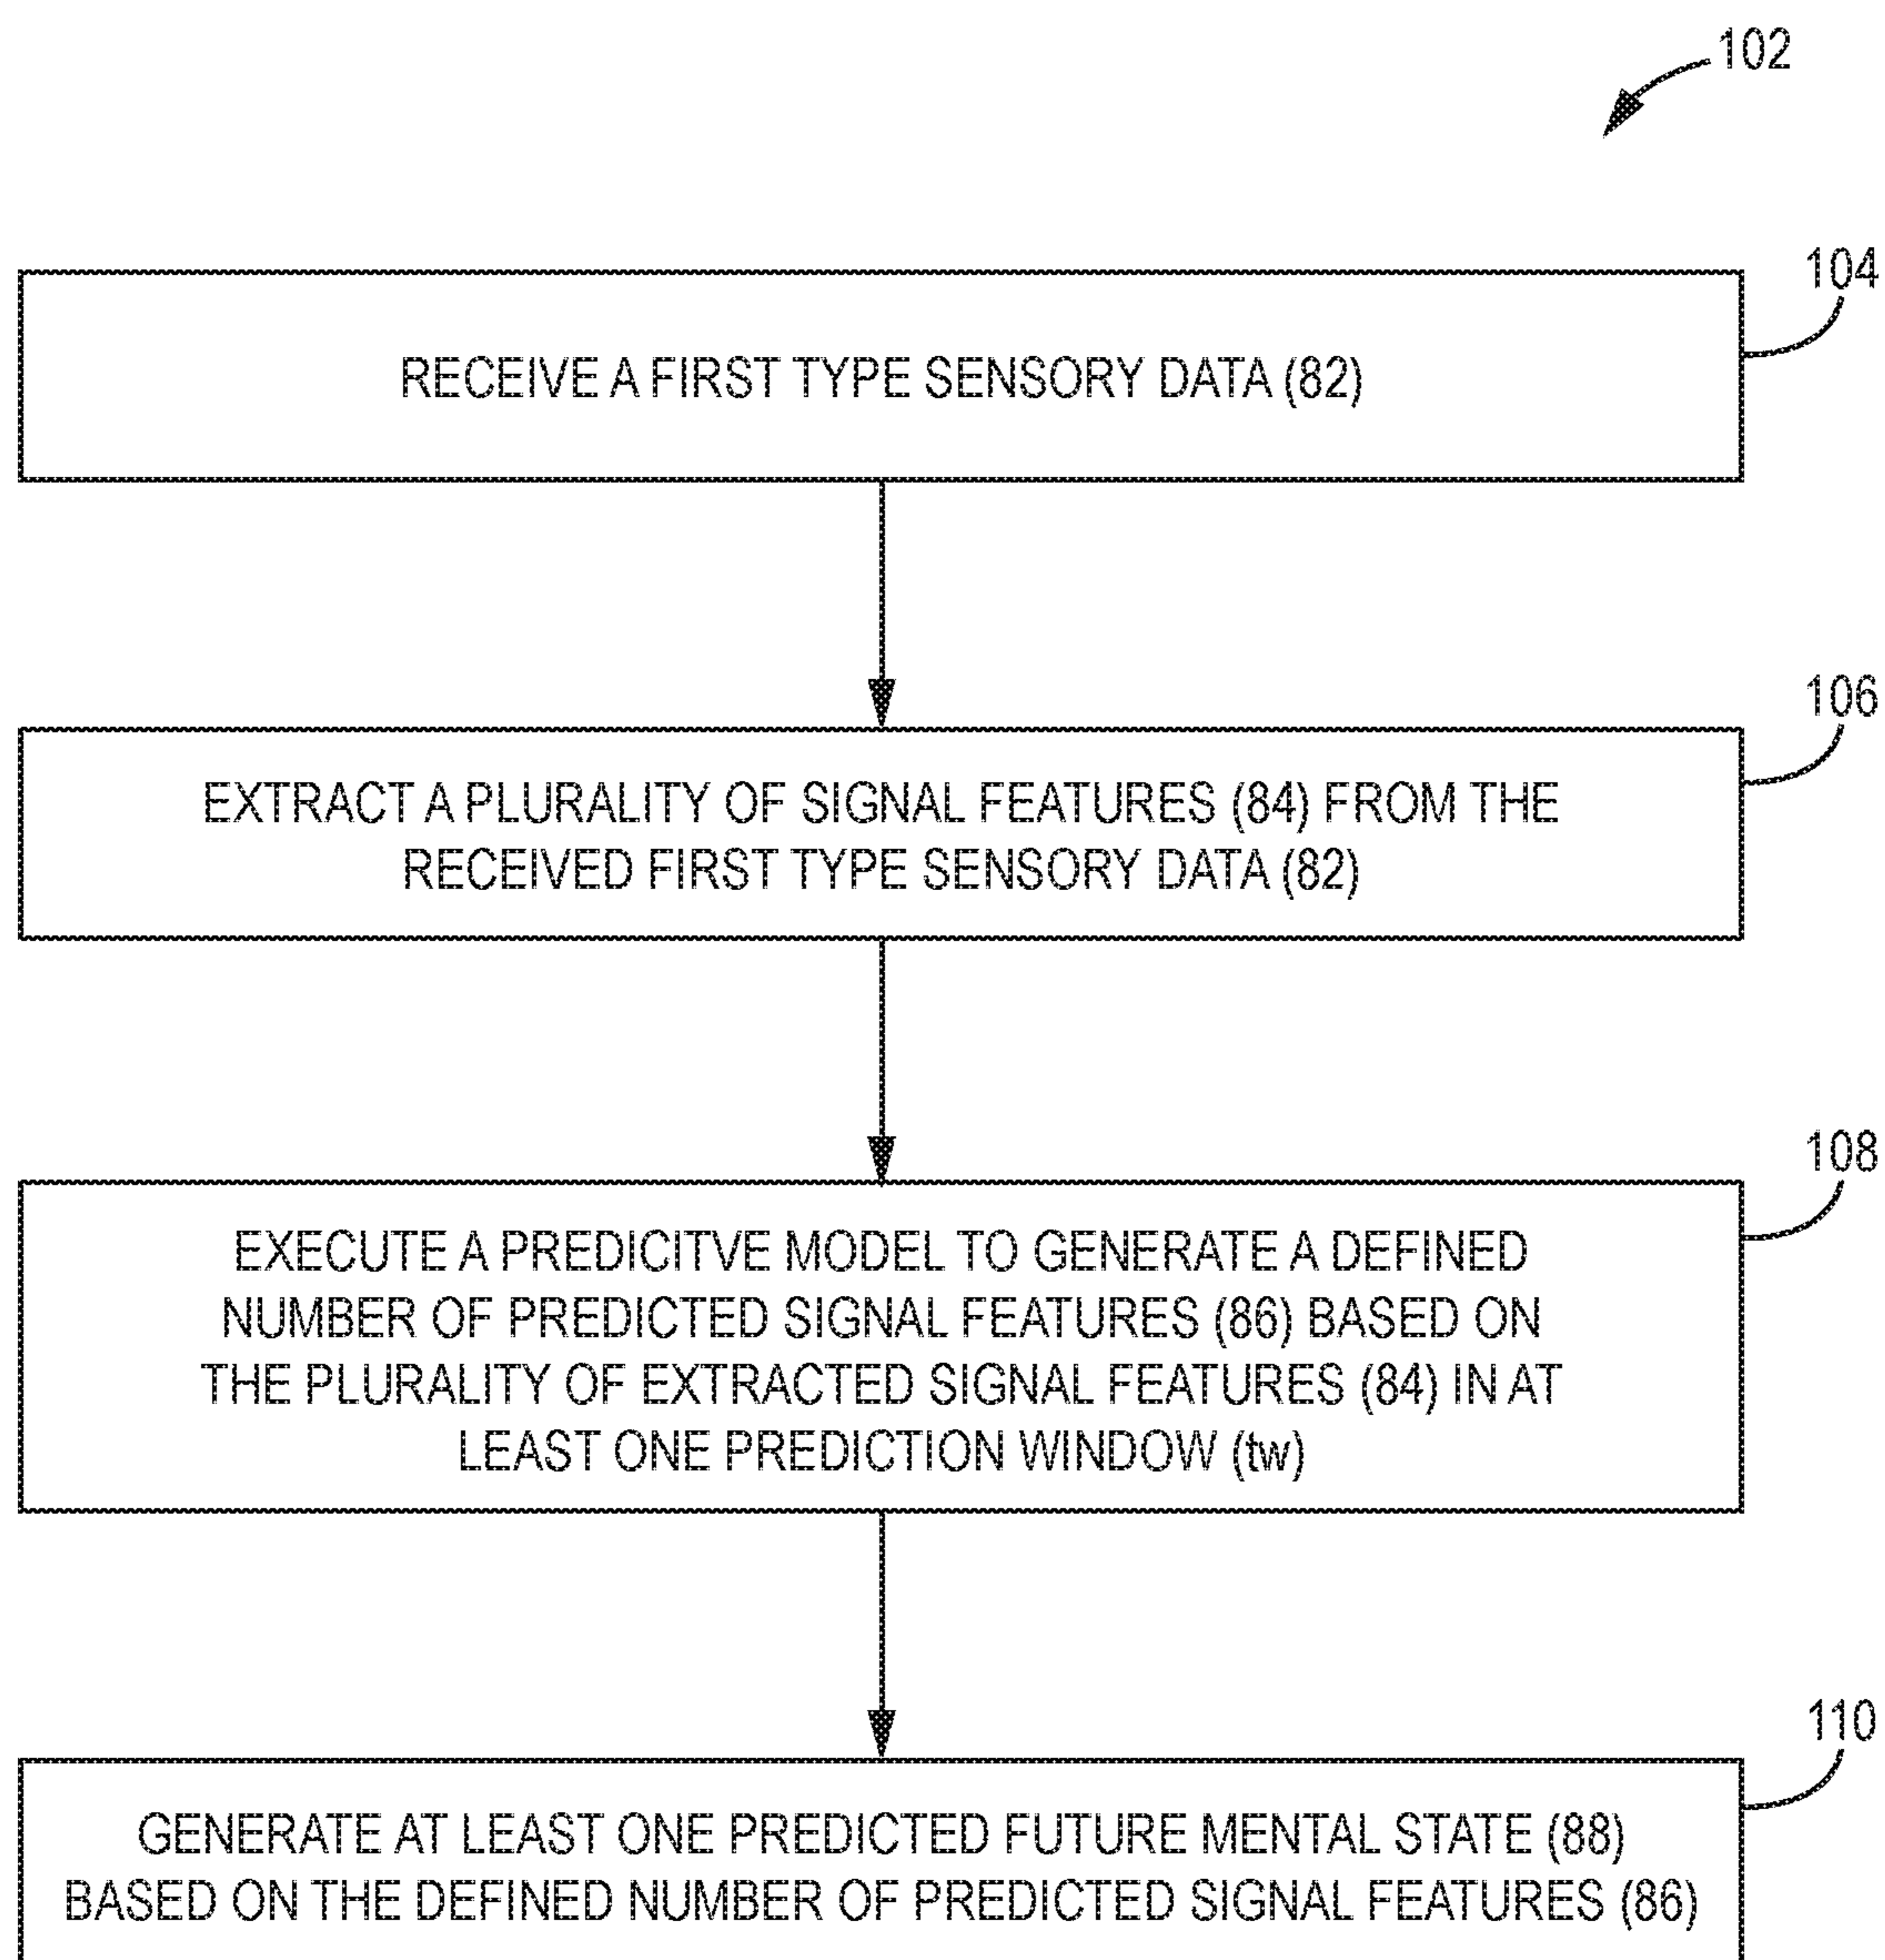 102
104
RECEIVE A FIRST TYPE SENSORY DATA (82)
106
EXTRACT A PLURALITY OF SIGNAL FEATURES (84) FROM THE
RECEIVED FIRST TYPE SENSORY DATA (82)
108
EXECUTE A PREDICITVE MODEL TO GENERATE A DEFINED
NUMBER OF PREDICTED SIGNAL FEATURES (86) BASED ON
THE PLURALITY OF EXTRACTED SIGNAL FEATURES (84) IN AT
LEAST ONE PREDICTION WINDOW (tw)
110
GENERATE AT LEAST ONE PREDICTED FUTURE MENTAL STATE (88)
BASED ON THE DEFINED NUMBER OF PREDICTED SIGNAL FEATURES (86)